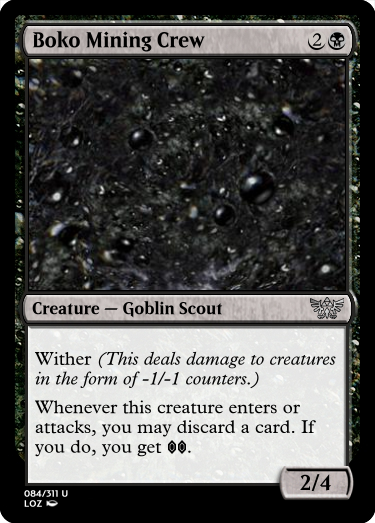 Boko Mining Crew 2
Creature — Goblin Scout
Wither (This deals damage to creatures
in the form of -1/-1 counters.)
Whenever this creature enters or
attacks, you may discard a card. If
you do, you get
2/4
084/311 U
LOZ